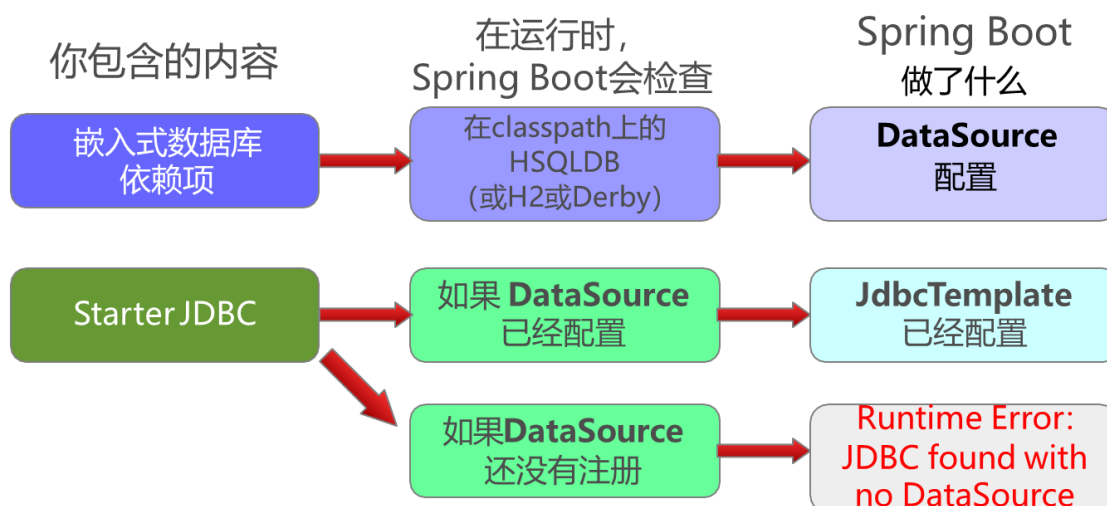 你包含的内容
在运行时，
Spring Boot会检查
Spring Boot
做了什么
嵌入式数据库
依赖项
在classpath上的
HSQLDB
（或H2或Derby）
DataSource
配置
Starter JDBC
如果 DataSource
已经配置
JdbcTemplate
已经配置
如果DataSource
还没有注册
Runtime Error:
JDBC found with
no DataSource